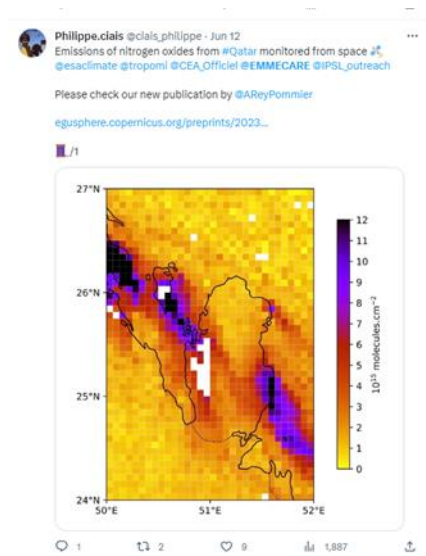 Philippe.ciais @ciais_philippe · Jun 12
Emissions of nitrogen oxides from #Qatar monitored from space 🛰️
@esaclimate @tropomi @CEA_Officiel @EMMECARE @IPSL_outreach
Please check our new publication by @AReyPommier
egusphere.copernicus.org/preprints/2023...
🧵/1
27°N
26°N
25°N
24°N
50°E 51°E 52°E
12
11
10
9
8
7
6
5
4
3
2
1
0
10¹⁵ molecules.cm⁻²
1 2 9 1,887